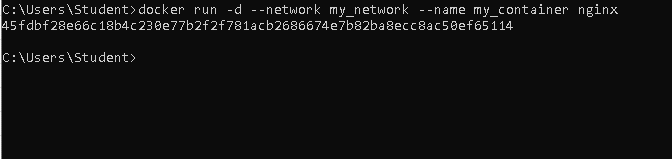 C:\Users\Student>docker run -d --network my_network --name my_container nginx
45fdbf28e66c18b4c230e77b2f2f781acb2686674e7b82ba8ecc8ac50ef65114
C:\Users\Student>